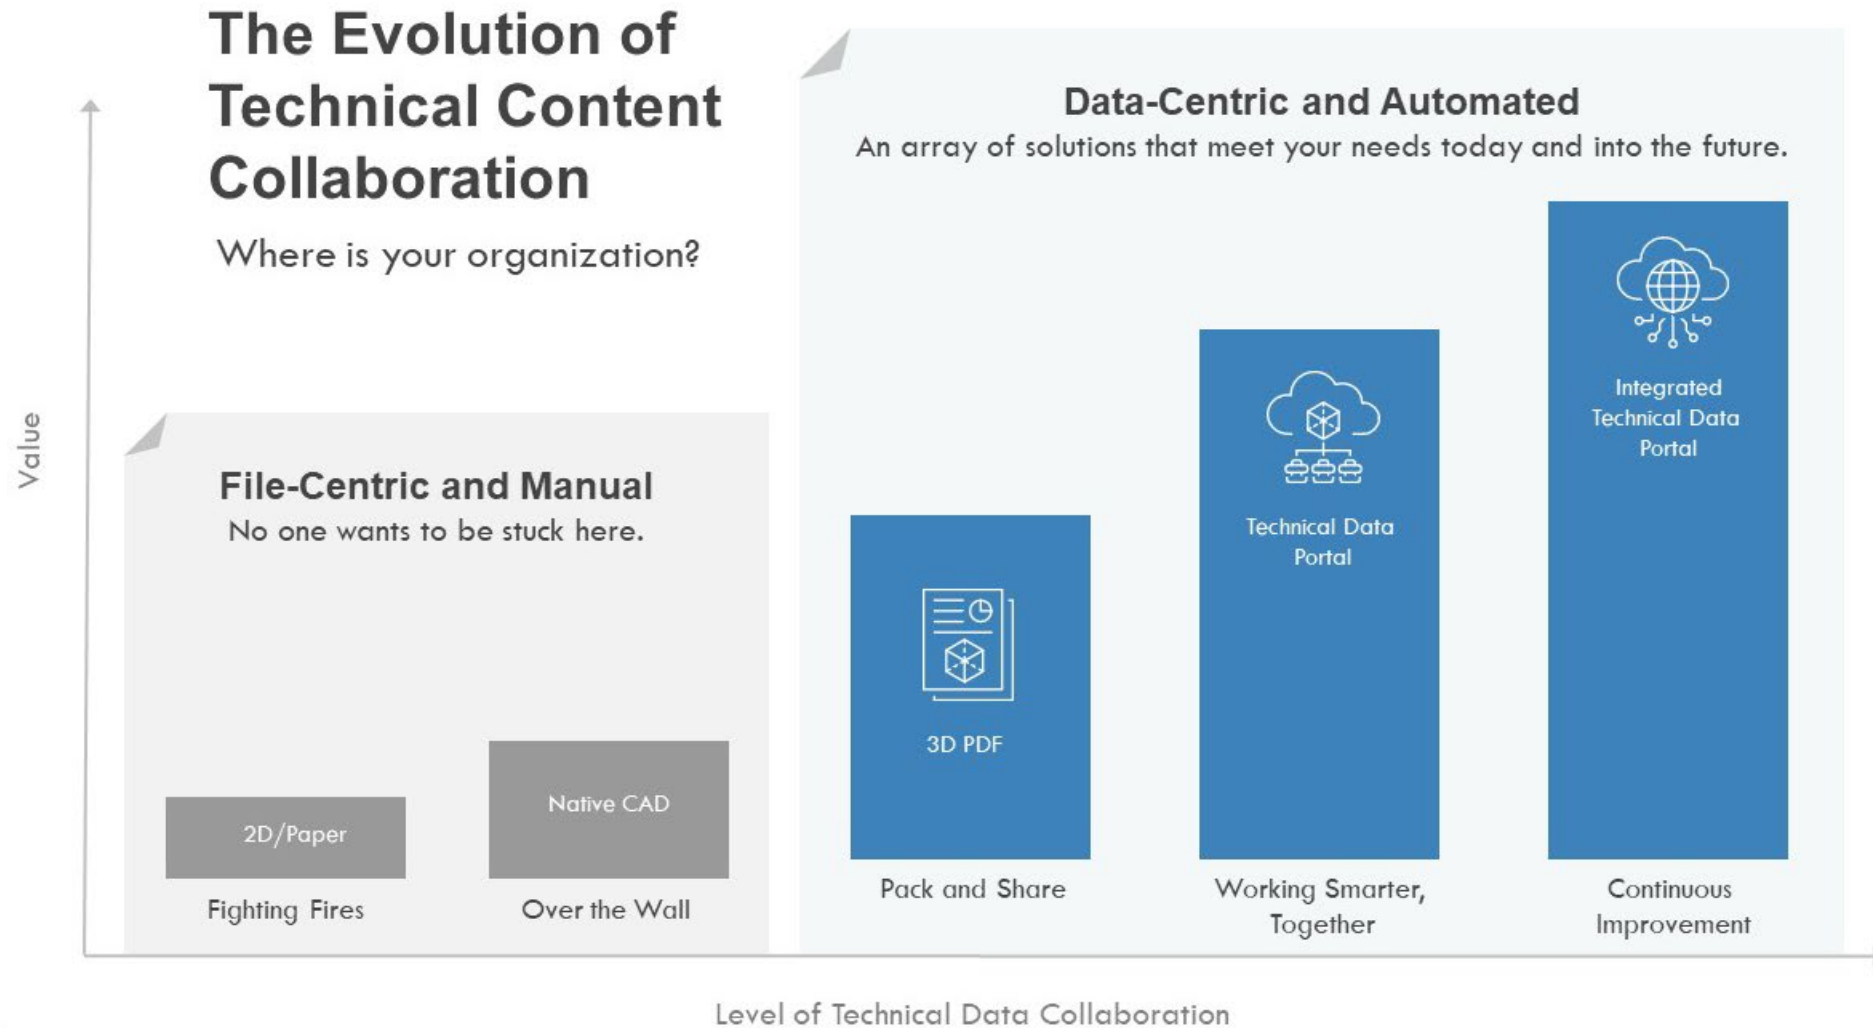 The Evolution of
Technical Content
Collaboration
Where is your organization?
Value
File-Centric and Manual
No one wants to be stuck here.
2D/Paper
Fighting Fires
Native CAD
Over the Wall
Data-Centric and Automated
An array of solutions that meet your needs today and into the future.
3D PDF
Pack and Share
Technical Data
Portal
Working Smarter,
Together
Integrated
Technical Data
Portal
Continuous
Improvement
Level of Technical Data Collaboration